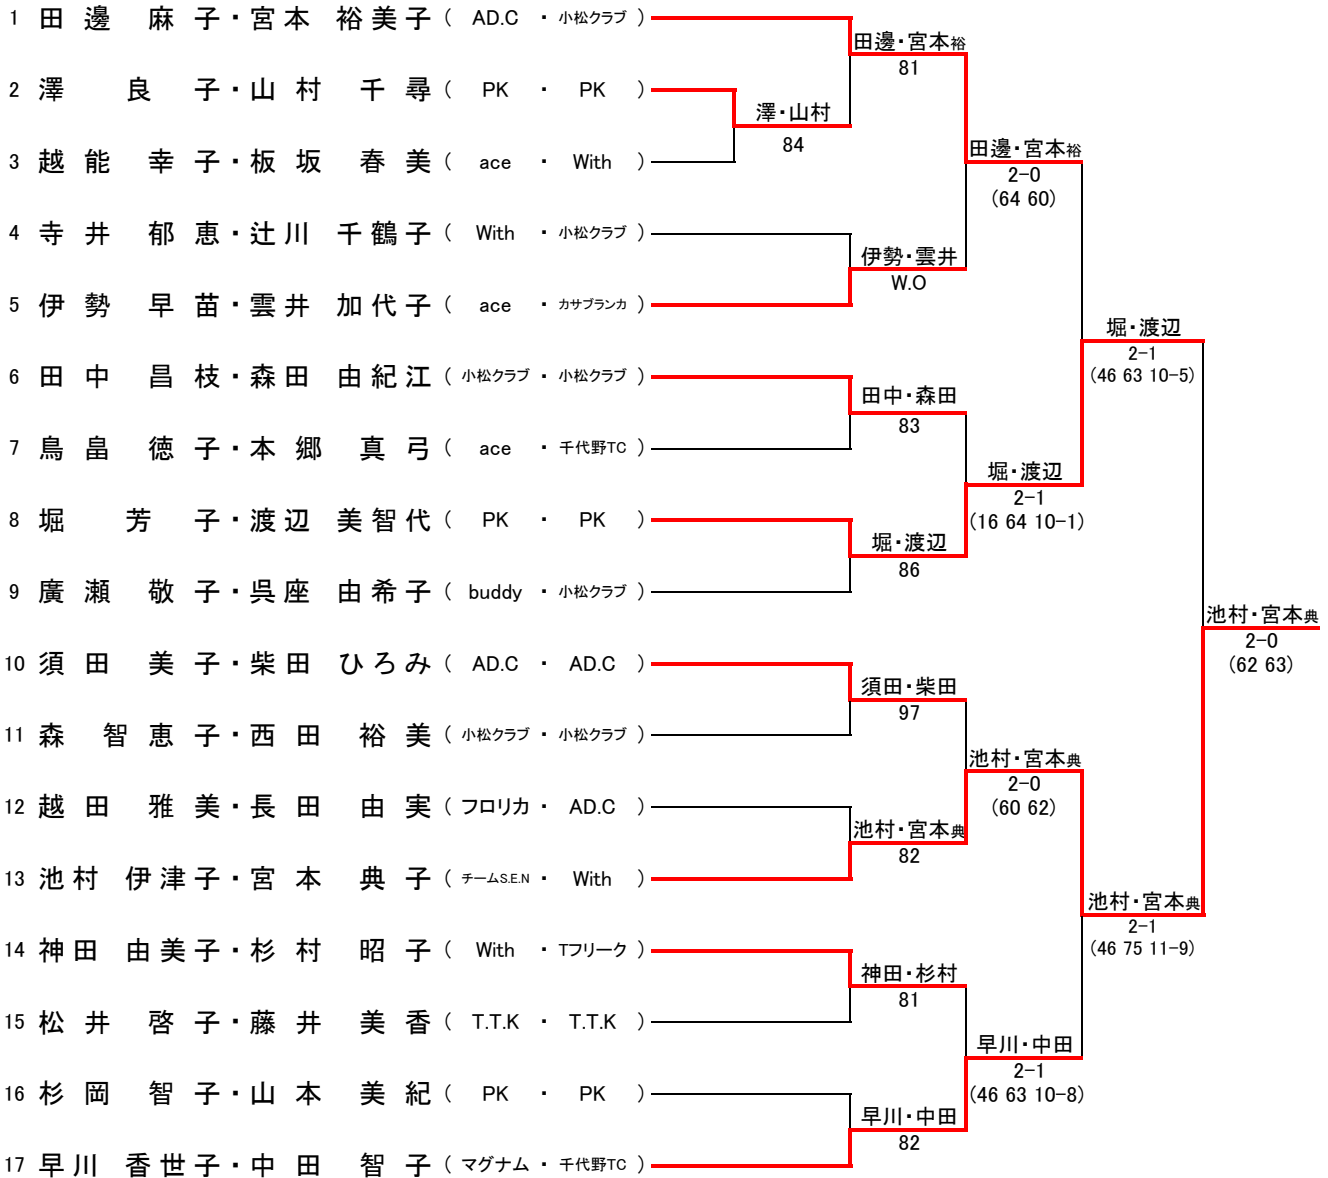 1 田邊 麻子・宮本 裕美子 ( AD.C ・ 小松クラブ )
田邊・宮本裕
81
2 澤 良子・山村 千尋 ( PK ・ PK )
澤・山村
84
3 越能 幸子・板坂 春美 ( ace ・ With )
田邊・宮本裕
2-0
(64 60)
4 寺井 郁恵・辻川 千鶴子 ( With ・ 小松クラブ )
伊勢・雲井
W.O
5 伊勢 早苗・雲井 加代子 ( ace ・ カサブランカ )
堀・渡辺
2-1
(46 63 10-5)
6 田中 昌枝・森田 由紀江 ( 小松クラブ ・ 小松クラブ )
田中・森田
83
7 鳥畠 徳子・本郷 真弓 ( ace ・ 千代野TC )
堀・渡辺
2-1
(16 64 10-1)
8 堀 芳子・渡辺 美智代 ( PK ・ PK )
堀・渡辺
86
9 廣瀬 敬子・呉座 由希子 ( buddy ・ 小松クラブ )
池村・宮本典
2-0
(62 63)
10 須田 美子・柴田 ひろみ ( AD.C ・ AD.C )
須田・柴田
97
11 森 智恵子・西田 裕美 ( 小松クラブ ・ 小松クラブ )
池村・宮本典
2-0
(60 62)
12 越田 雅美・長田 由実 ( フロリカ ・ AD.C )
池村・宮本典
82
13 池村 伊津子・宮本 典子 ( チームS.E.N ・ With )
池村・宮本典
2-1
(46 75 11-9)
14 神田 由美子・杉村 昭子 ( With ・ Tフリーク )
神田・杉村
81
15 松井 啓子・藤井 美香 ( T.T.K ・ T.T.K )
早川・中田
2-1
(46 63 10-8)
16 杉岡 智子・山本 美紀 ( PK ・ PK )
早川・中田
82
17 早川 香世子・中田 智子 ( マグナム ・ 千代野TC )